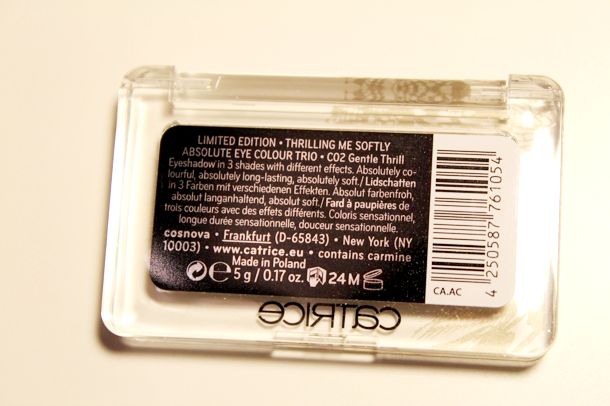 LIMITED EDITION • THRILLING ME SOFTLY
ABSOLUTE EYE COLOUR TRIO • C02 Gentle Thrill
Eyeshadow in 3 shades with different effects. Absolutely co-
lourful, absolutely long-lasting, absolutely soft./ Lidschatten
in 3 Farben mit verschiedenen Effekten. Absolut farbenfroh,
absolut langanhaltend, absolut soft./ Fard à paupières de
trois couleurs avec des effets différents. Coloris sensationnel,
longue durée sensationnel, douceur sensationnel.
cosnova • Frankfurt (D-65843) • New York (NY
10003) • www.catrice.eu • contains carmine
Made in Poland
e 5 g / 0.17 oz. 24 M
4 250587 761054
CA.AC
CATRICE